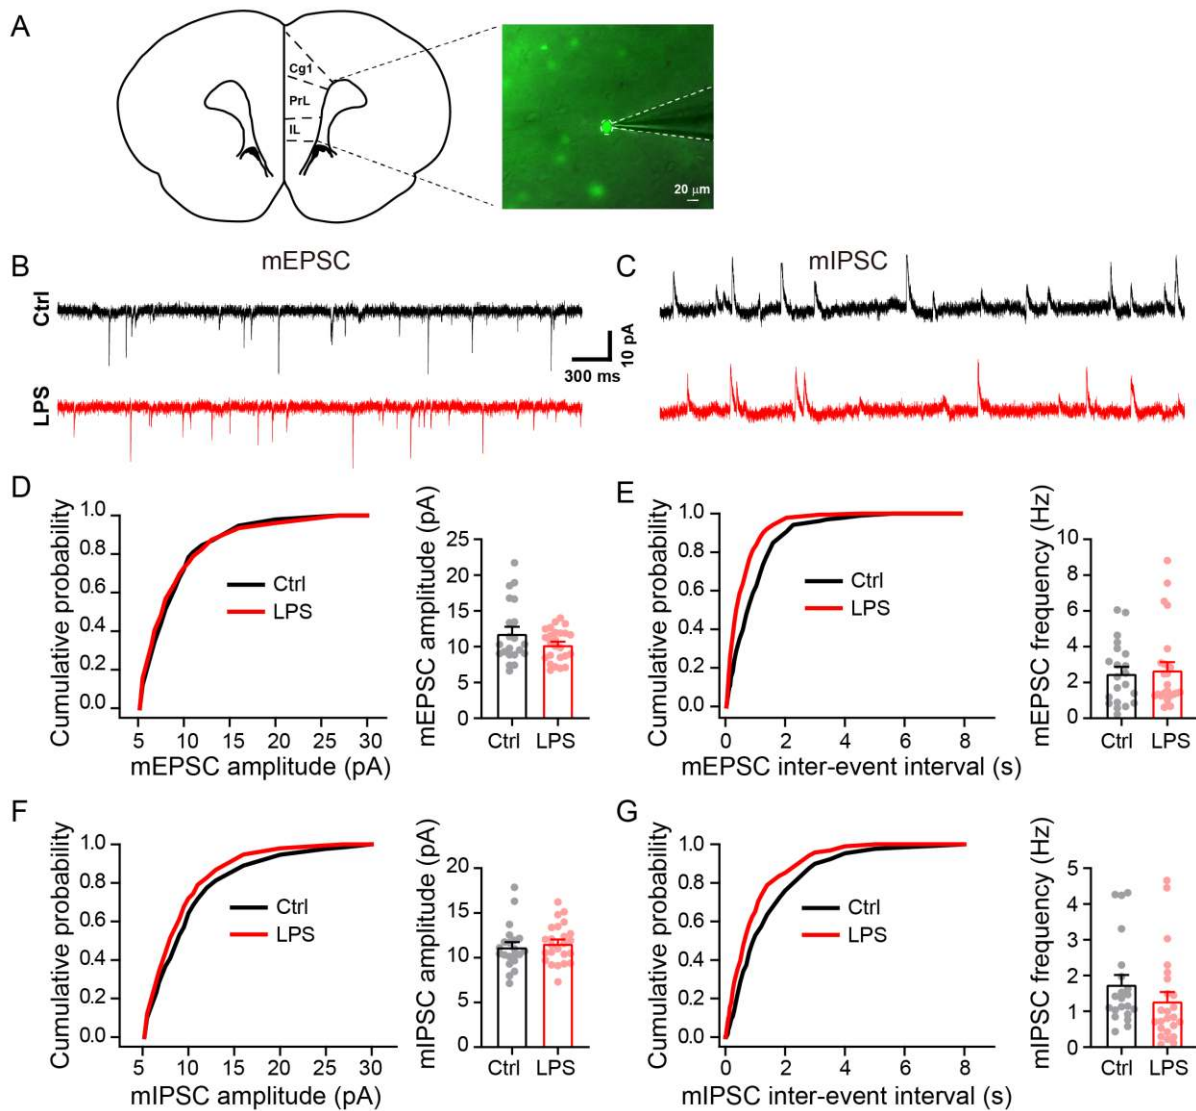 A
Cg1
PrL
IL
20 μm
B
mEPSC
C
mIPSC
Ctrl
10 pA
300 ms
LPS
D
Cumulative probability
1.0
0.8
0.6
0.4
0.2
0.0
Ctrl
LPS
5 10 15 20 25 30
mEPSC amplitude (pA)
mEPSC amplitude (pA)
25
20
15
10
5
0
Ctrl LPS
E
Cumulative probability
1.0
0.8
0.6
0.4
0.2
0.0
Ctrl
LPS
0 2 4 6 8
mEPSC inter-event interval (s)
mEPSC frequency (Hz)
10
8
6
4
2
0
Ctrl LPS
F
Cumulative probability
1.0
0.8
0.6
0.4
0.2
0.0
Ctrl
LPS
5 10 15 20 25 30
mIPSC amplitude (pA)
mIPSC amplitude (pA)
20
15
10
5
0
Ctrl LPS
G
Cumulative probability
1.0
0.8
0.6
0.4
0.2
0.0
Ctrl
LPS
0 2 4 6 8
mIPSC inter-event interval (s)
mIPSC frequency (Hz)
5
4
3
2
1
0
Ctrl LPS